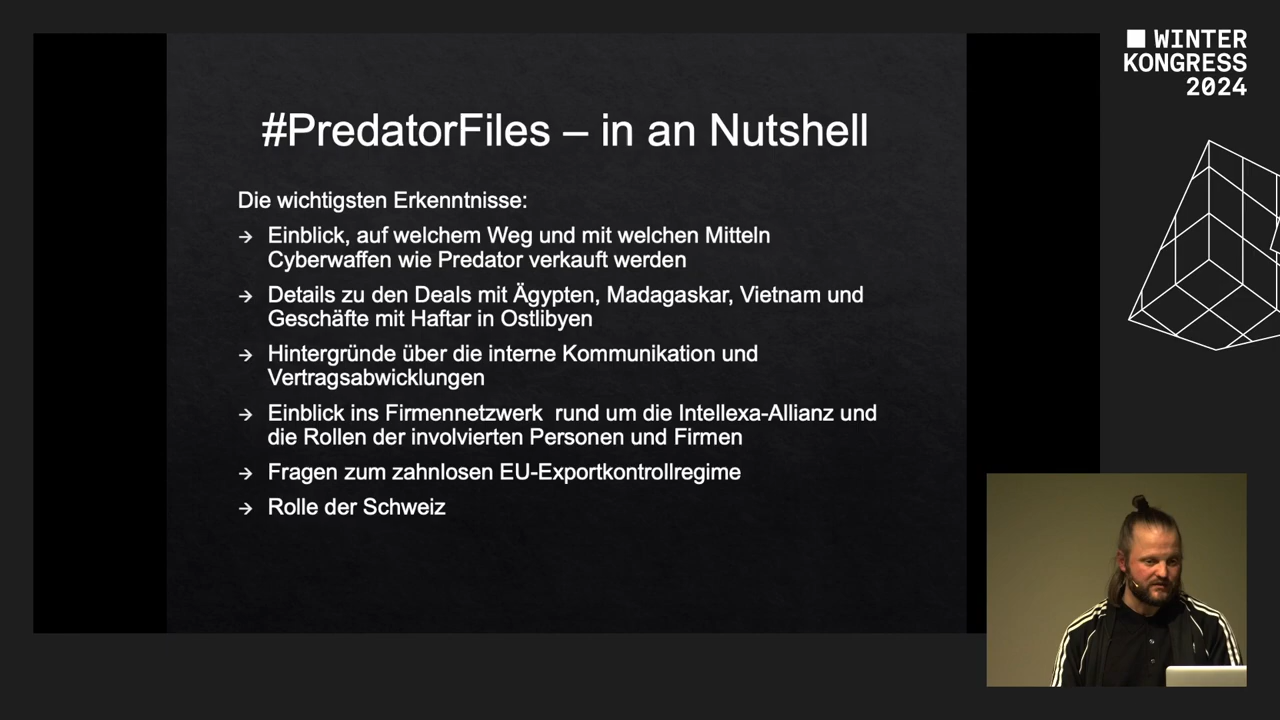 WINTER
KONGRESS
2024
#PredatorFiles – in an Nutshell
Die wichtigsten Erkenntnisse:
→ Einblick, auf welchem Weg und mit welchen Mitteln
Cyberwaffen wie Predator verkauft werden
→ Details zu den Deals mit Ägypten, Madagaskar, Vietnam und
Geschäfte mit Haftar in Ostlibyen
→ Hintergründe über die interne Kommunikation und
Vertragsabwicklungen
→ Einblick ins Firmennetzwerk rund um die Intellexa-Allianz und
die Rollen der involvierten Personen und Firmen
→ Fragen zum zahnlosen EU-Exportkontrollregime
→ Rolle der Schweiz